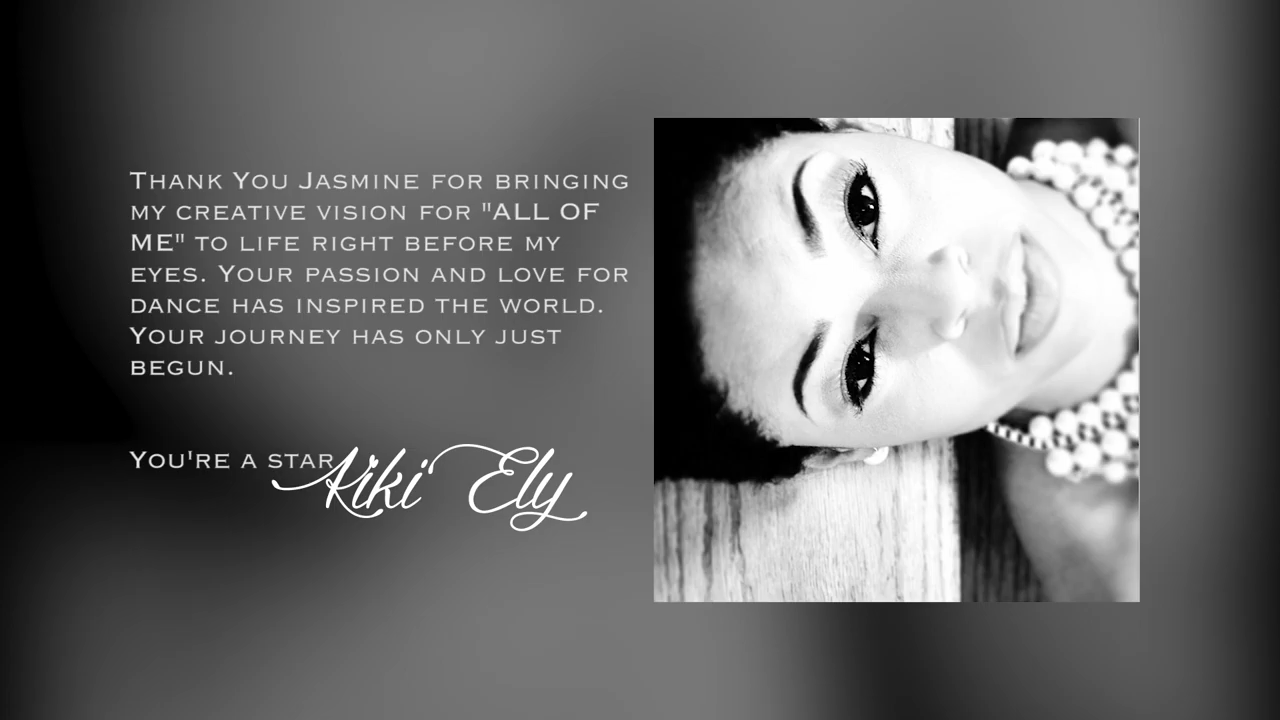 Thank You Jasmine for bringing
my creative vision for "ALL OF
ME" to life right before my
eyes. Your passion and love for
dance has inspired the world.
Your journey has only just
begun.
You're a star
Kiki Ely